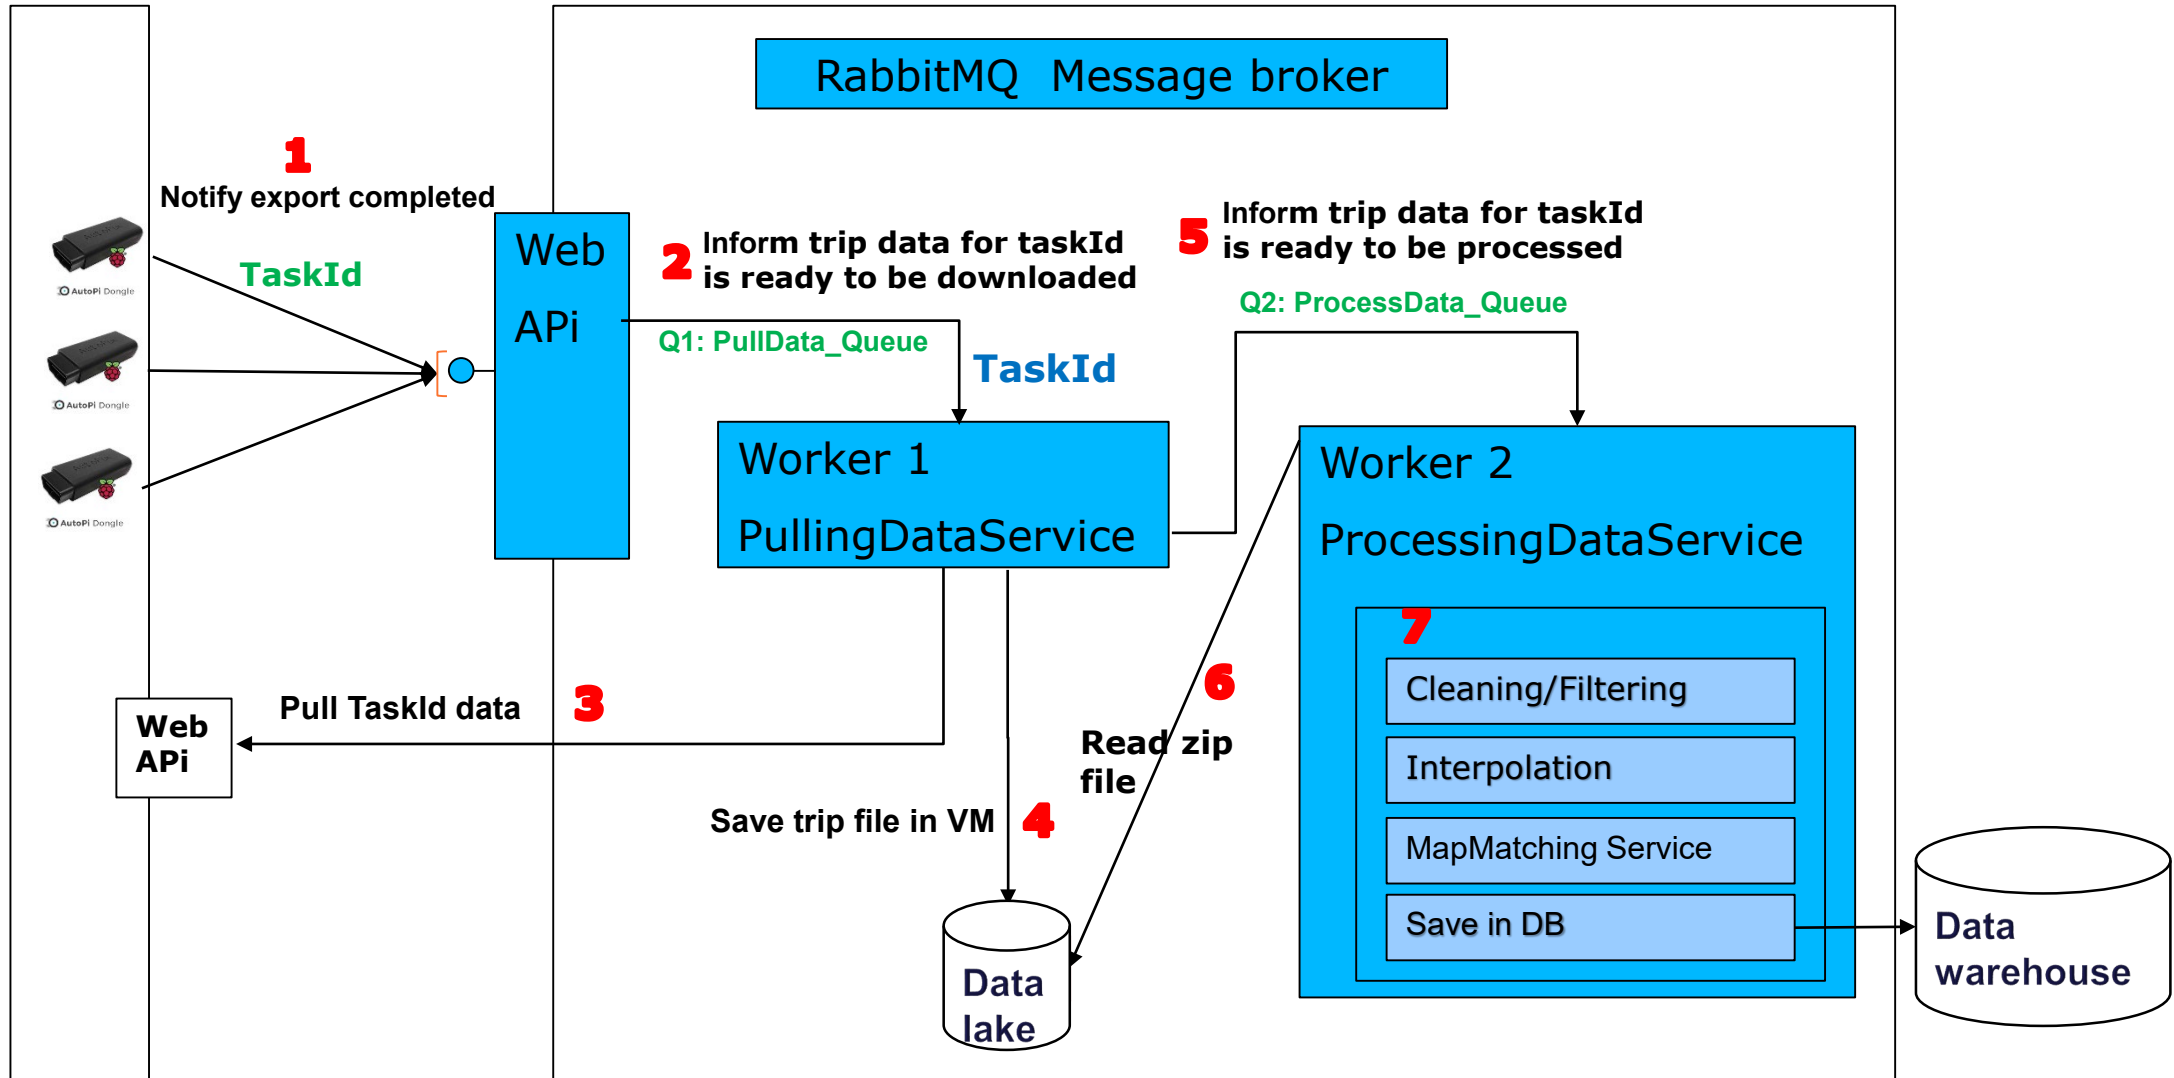 RabbitMQ  Message broker
1
Notify export completed
TaskId
AutoPi Dongle
AutoPi Dongle
AutoPi Dongle
Web
APi
2
Inform trip data for taskId
is ready to be downloaded
Q1: PullData_Queue
TaskId
5
Inform trip data for taskId
is ready to be processed
Q2: ProcessData_Queue
Worker 1
PullingDataService
Worker 2
ProcessingDataService
7
Cleaning/Filtering
Interpolation
MapMatching Service
Save in DB
Pull TaskId data
3
Web
APi
6
Read zip
file
Save trip file in VM
4
Data
lake
Data
warehouse